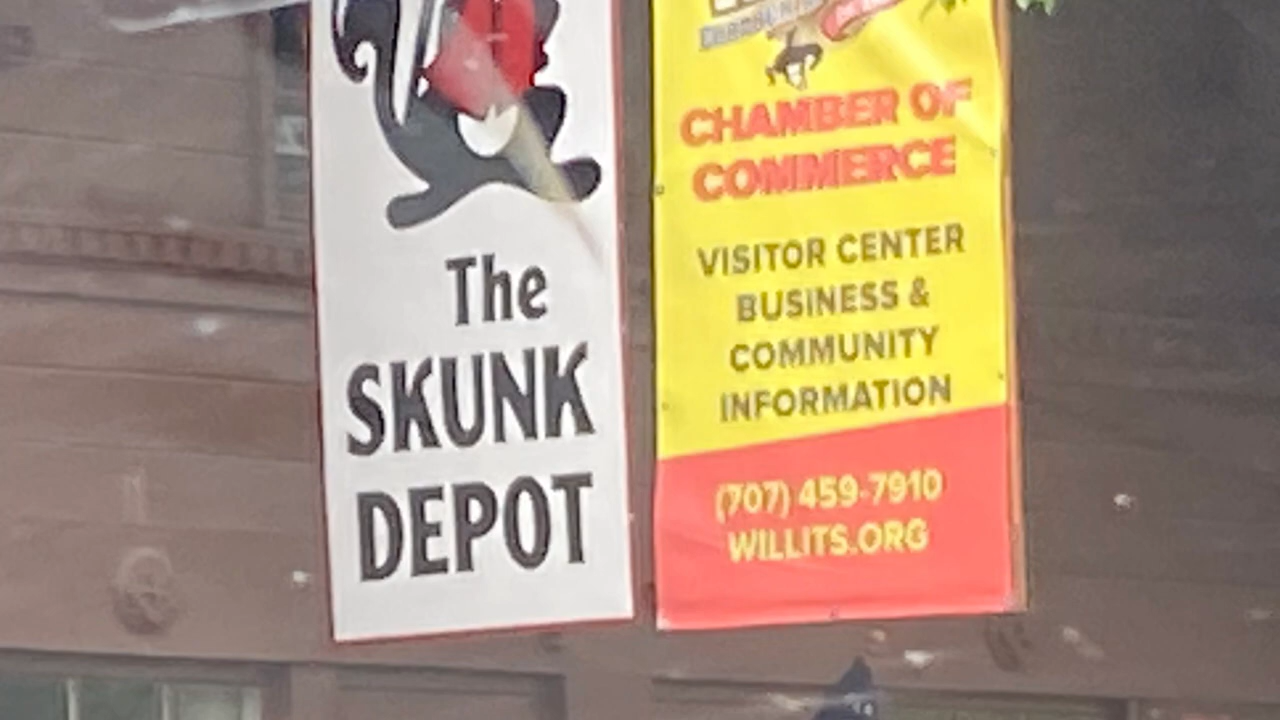 The
SKUNK
DEPOT
CHAMBER OF
COMMERCE
VISITOR CENTER
BUSINESS &
COMMUNITY
INFORMATION
(707) 459-7910
WILLITS.ORG